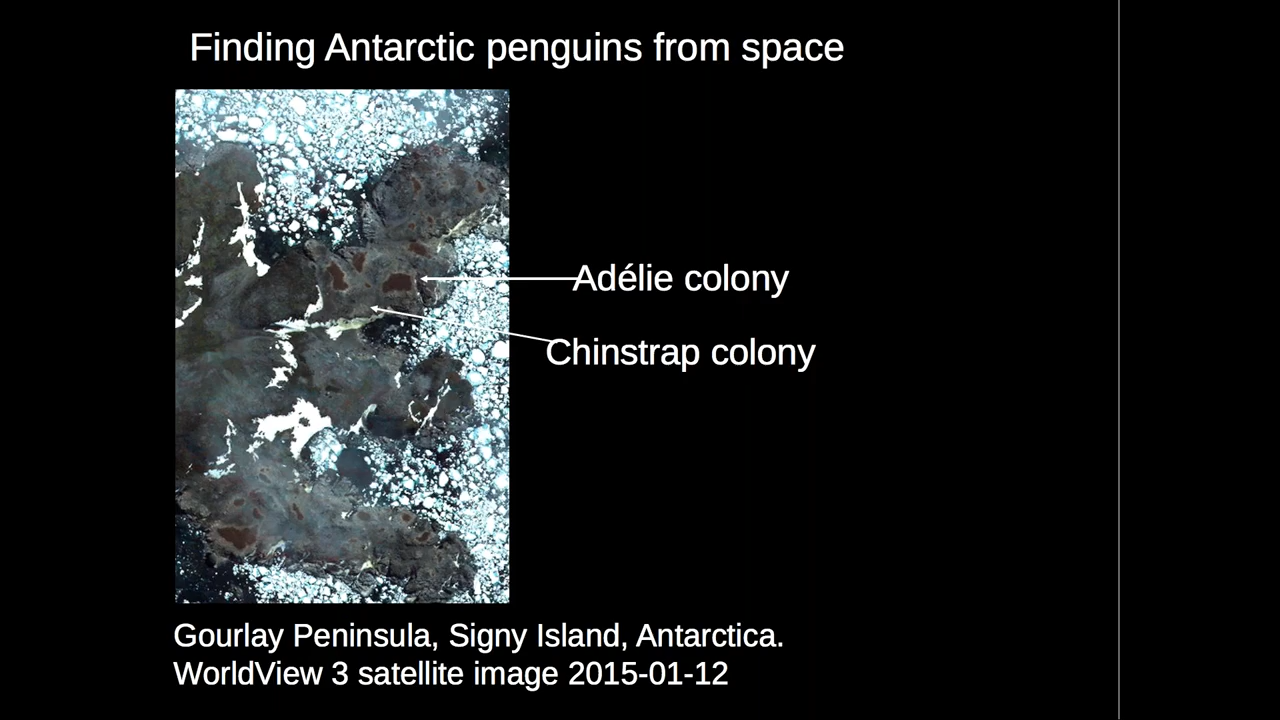 Finding Antarctic penguins from space
Adélie colony
Chinstrap colony
Gourlay Peninsula, Signy Island, Antarctica.
WorldView 3 satellite image 2015-01-12